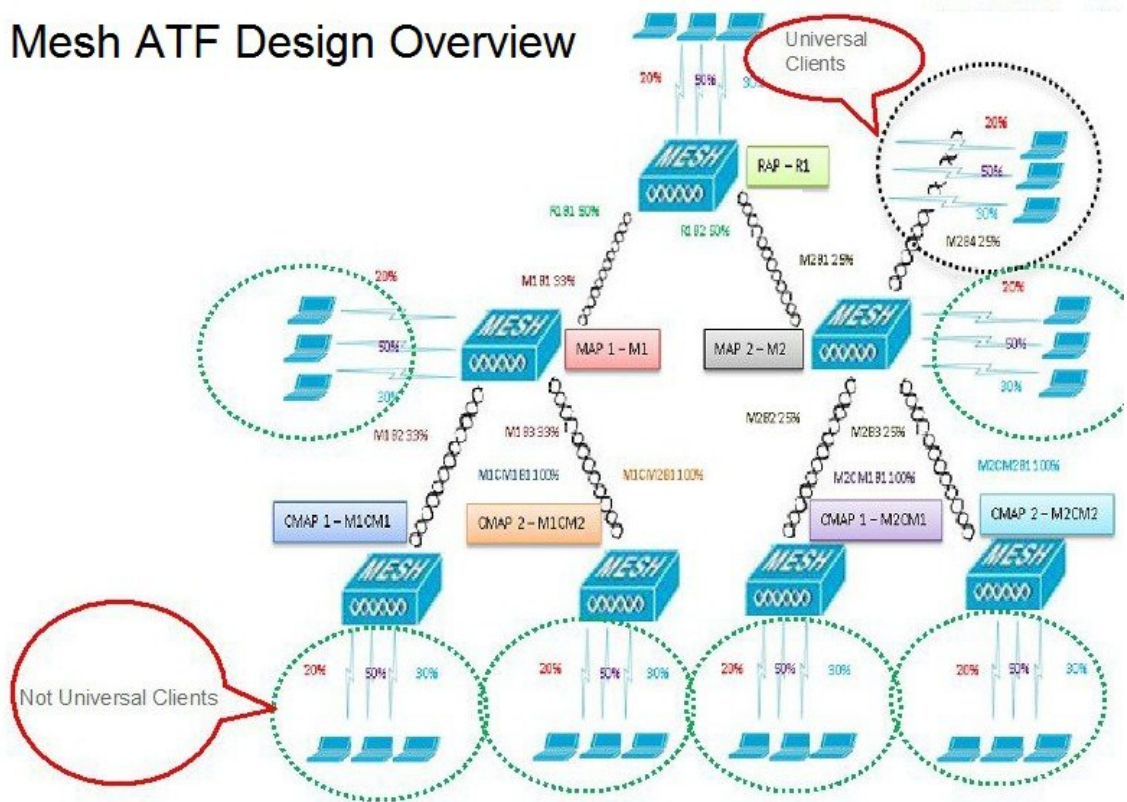 Mesh ATF Design Overview
Universal
Clients
20%
50%
30%
20%
50%
30%
MESH
RAP – R1
R1B1 50%
R1B2 50%
M2B1 25%
M2B4 25%
M1B1 33%
20%
50%
30%
MESH
MAP 1 – M1
MAP 2 – M2
MESH
20%
50%
30%
M1B2 33%
M1B3 33%
M2B2 25%
M2B3 25%
M1CM1B1 100%
M1CM2B1 100%
M2CM1B1 100%
M2CM2B1 100%
CMAP 1 – M1CM1
CMAP 2 – M1CM2
CMAP 1 – M2CM1
CMAP 2 – M2CM2
MESH
MESH
MESH
MESH
Not Universal Clients
20%
50%
30%
20%
50%
30%
20%
50%
30%
20%
50%
30%